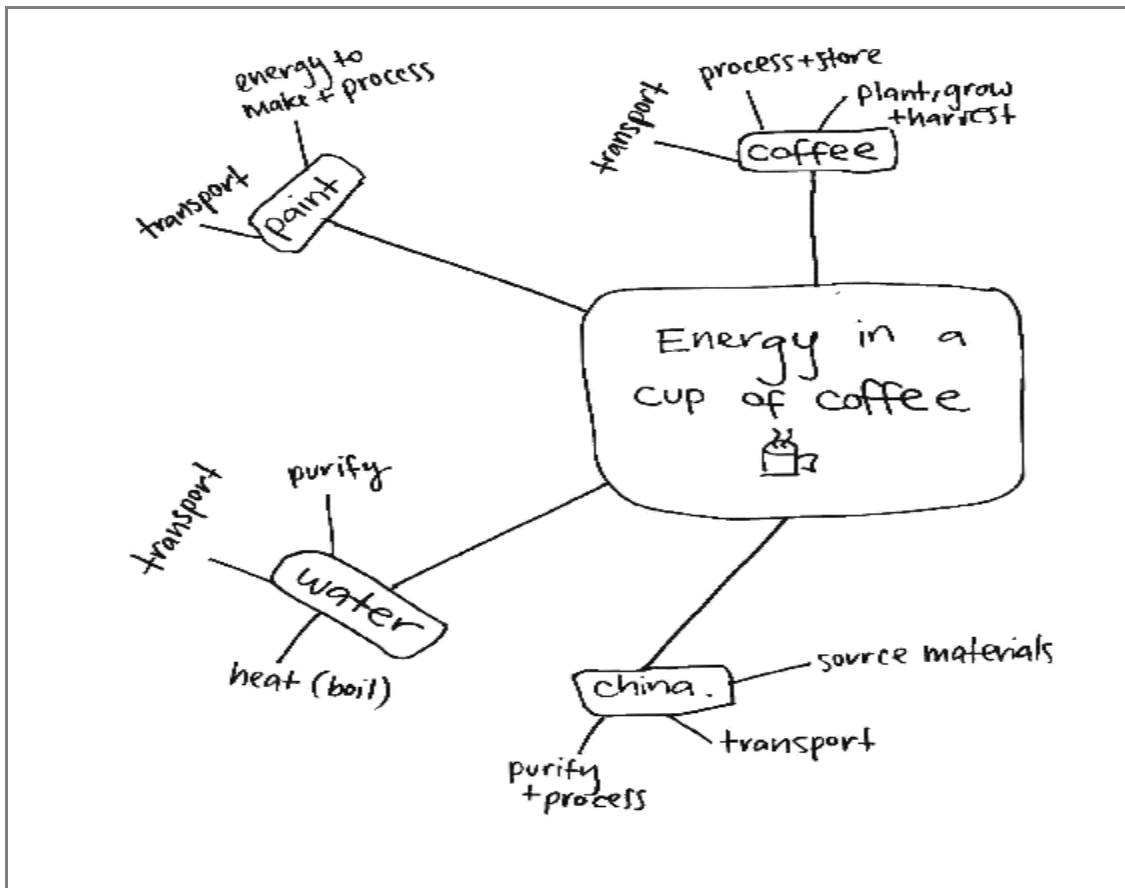 energy to
make + process
transport
paint
process + store
plant, grow
+ harvest
transport
coffee
Energy in a
cup of coffee
purify
transport
water
heat (boil)
china.
source materials
transport
purify
+ process